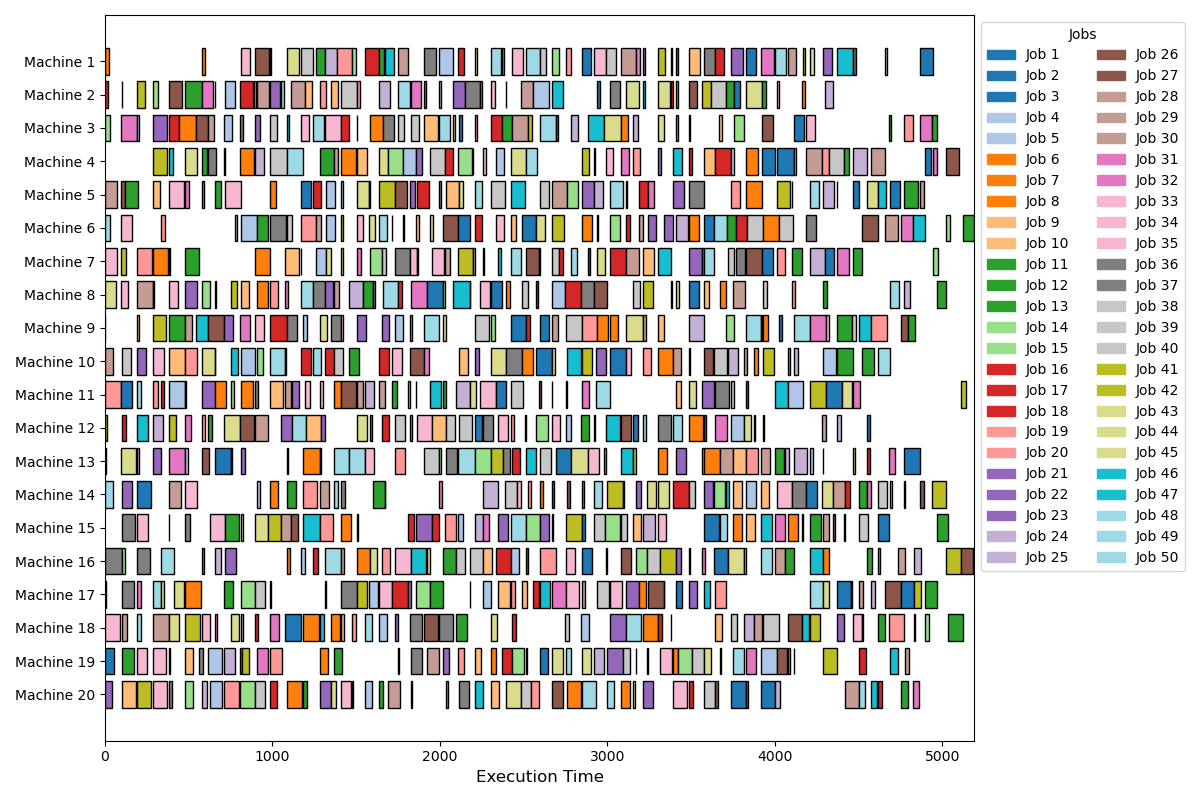 Machine 1
Machine 2
Machine 3
Machine 4
Machine 5
Machine 6
Machine 7
Machine 8
Machine 9
Machine 10
Machine 11
Machine 12
Machine 13
Machine 14
Machine 15
Machine 16
Machine 17
Machine 18
Machine 19
Machine 20
0 1000 2000 3000 4000 5000
Execution Time
Jobs
Job 1 Job 26
Job 2 Job 27
Job 3 Job 28
Job 4 Job 29
Job 5 Job 30
Job 6 Job 31
Job 7 Job 32
Job 8 Job 33
Job 9 Job 34
Job 10 Job 35
Job 11 Job 36
Job 12 Job 37
Job 13 Job 38
Job 14 Job 39
Job 15 Job 40
Job 16 Job 41
Job 17 Job 42
Job 18 Job 43
Job 19 Job 44
Job 20 Job 45
Job 21 Job 46
Job 22 Job 47
Job 23 Job 48
Job 24 Job 49
Job 25 Job 50